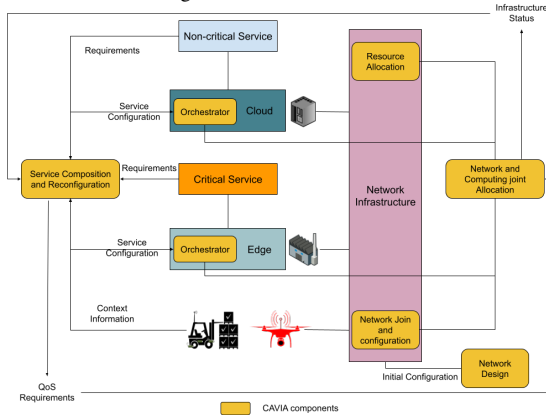 Infrastructure
Status
Non-critical Service
Requirements
Resource
Allocation
Service
Configuration
Orchestrator
Cloud
Service Composition
and Reconfiguration
Requirements
Critical Service
Network
Infrastructure
Network and
Computing joint
Allocation
Service
Configuration
Orchestrator
Edge
Context
Information
Network Join
and
configuration
Initial Configuration
Network
Design
QoS
Requirements
CAVIA components